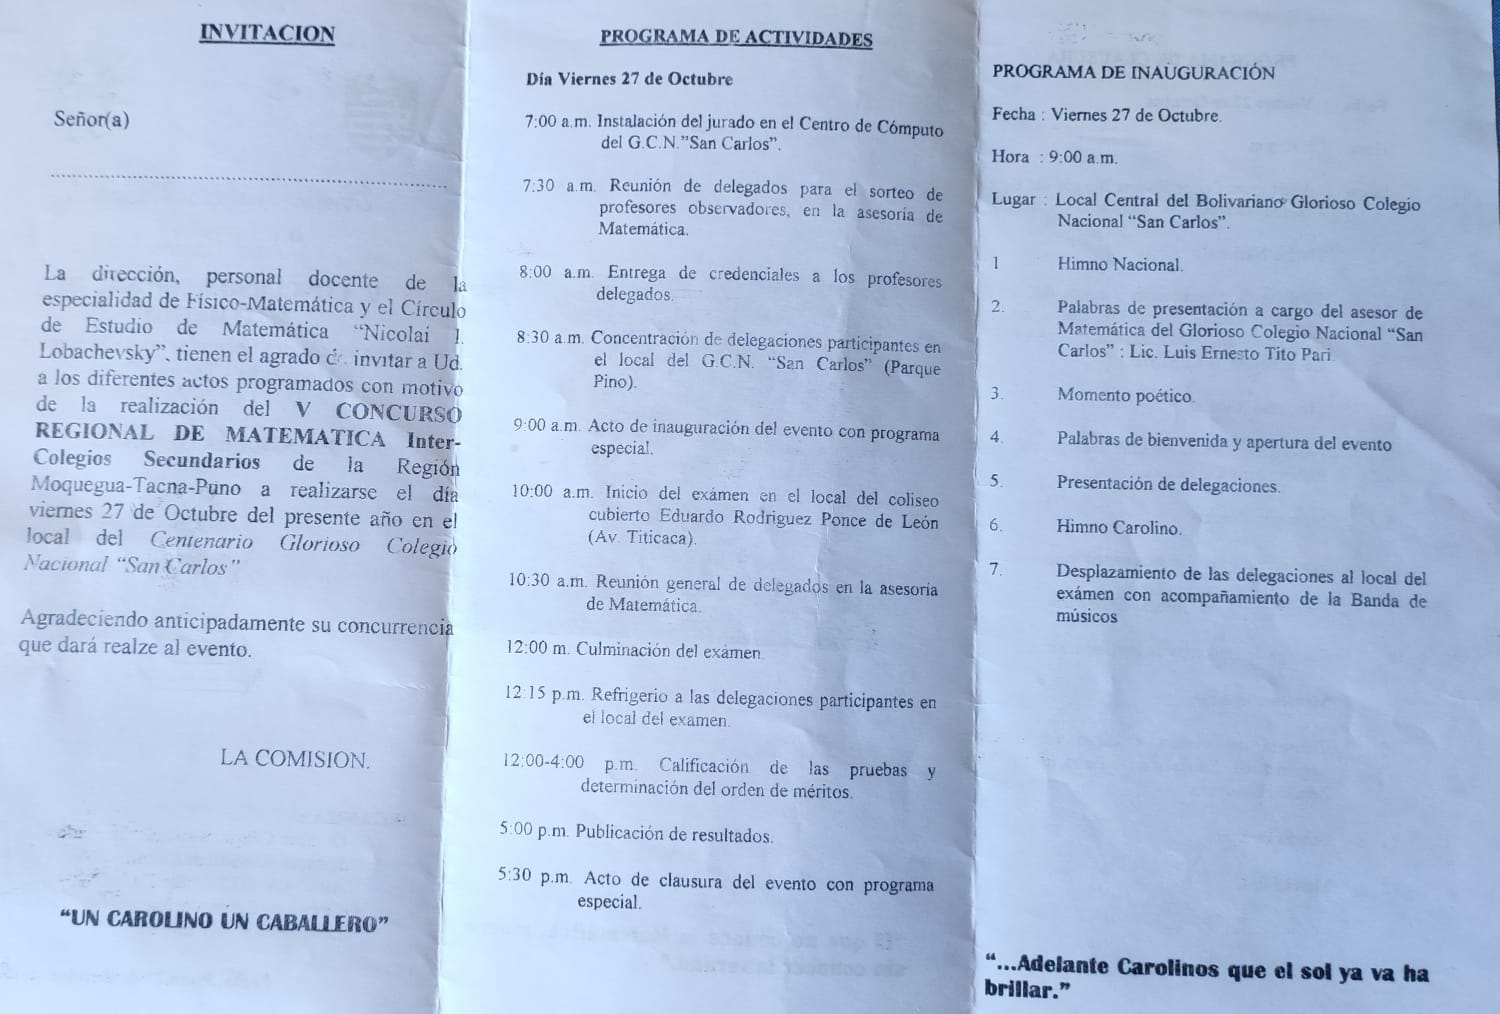 INVITACION
Señor(a)
La dirección, personal docente de la
especialidad de Físico-Matemática y el Círculo
de Estudio de Matemática “Nicolai I.
Lobachevsky”, tienen el agrado de invitar a Ud.
a los diferentes actos programados con motivo
de la realización del V CONCURSO
REGIONAL DE MATEMATICA Inter-
Colegios Secundarios de la Región
Moquegua-Tacna-Puno a realizarse el día
viernes 27 de Octubre del presente año en el
local del Centenario Glorioso Colegio
Nacional “San Carlos”
Agradeciendo anticipadamente su concurrencia
que dará realze al evento.
LA COMISION.
“UN CAROLINO UN CABALLERO”
PROGRAMA DE ACTIVIDADES
Día Viernes 27 de Octubre
7:00 a.m. Instalación del jurado en el Centro de Cómputo
del G.C.N.”San Carlos”.
7:30 a.m. Reunión de delegados para el sorteo de
profesores observadores, en la asesoría de
Matemática.
8:00 a.m. Entrega de credenciales a los profesores
delegados.
8:30 a.m. Concentración de delegaciones participantes en
el local del G.C.N. “San Carlos” (Parque
Pino).
9:00 a.m. Acto de inauguración del evento con programa
especial.
10:00 a.m. Inicio del exámen en el local del coliseo
cubierto Eduardo Rodriguez Ponce de León
(Av. Titicaca).
10:30 a.m. Reunión general de delegados en la asesoría
de Matemática.
12:00 m. Culminación del exámen.
12:15 p.m. Refrigerio a las delegaciones participantes en
el local del examen.
12:00-4:00 p.m. Calificación de las pruebas y
determinación del orden de méritos.
5:00 p.m. Publicación de resultados.
5:30 p.m. Acto de clausura del evento con programa
especial.
PROGRAMA DE INAUGURACIÓN
Fecha : Viernes 27 de Octubre.
Hora : 9:00 a.m.
Lugar : Local Central del Bolivariano Glorioso Colegio
Nacional “San Carlos”.
1 Himno Nacional.
2. Palabras de presentación a cargo del asesor de
Matemática del Glorioso Colegio Nacional “San
Carlos” : Lic. Luis Ernesto Tito Pari.
3. Momento poético.
4. Palabras de bienvenida y apertura del evento
5. Presentación de delegaciones.
6. Himno Carolino.
7. Desplazamiento de las delegaciones al local del
exámen con acompañamiento de la Banda de
músicos
“...Adelante Carolinos que el sol ya va ha
brillar.”